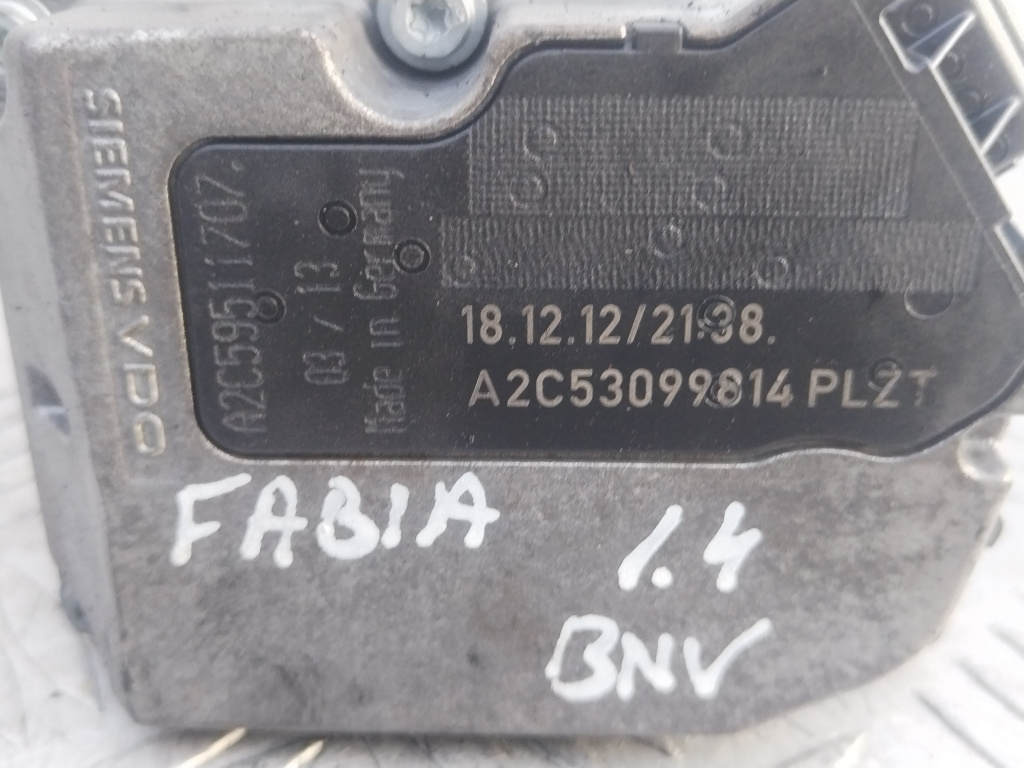 SIEMENS VDO
A2C59511707.
03 / 13
Made in Germany
18.12.12/21:38.
A2C53099814 PLZT
FABIA 1.4
BNV